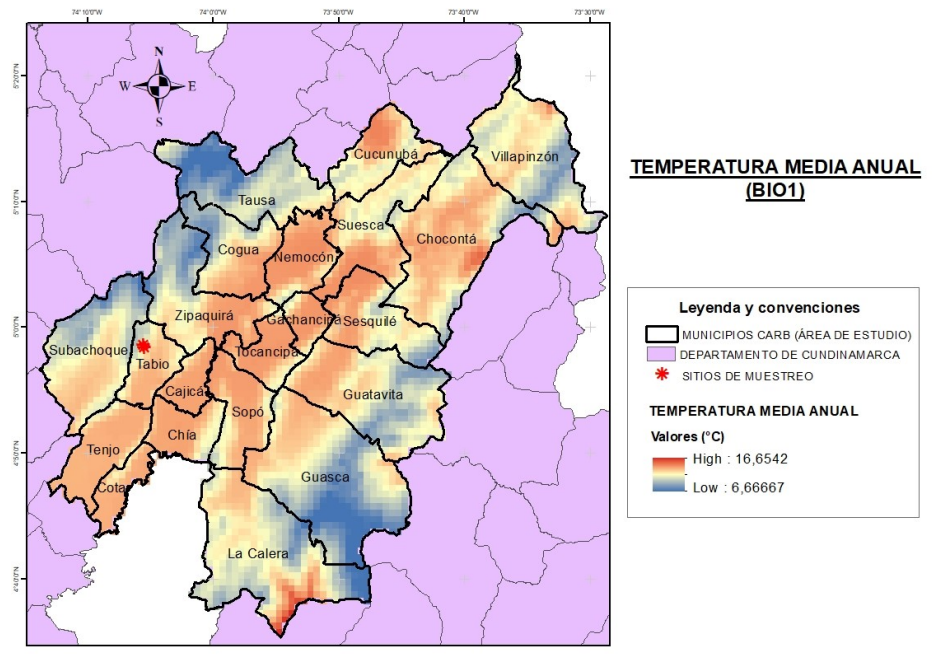 74°10'0"W 74°0'0"W 73°50'0"W 73°40'0"W 73°30'0"W
5°20'0"N
N
W E
S
Cucunubá
Villapinzón
TEMPERATURA MEDIA ANUAL
(BIO1)
5°10'0"N
Tausa
Suesca
Chocontá
Cogua
Nemocón
Leyenda y convenciones
MUNICIPIOS CARB (ÁREA DE ESTUDIO)
DEPARTAMENTO DE CUNDINAMARCA
SITIOS DE MUESTREO
TEMPERATURA MEDIA ANUAL
Valores (°C)
High : 16,6542
Low : 6,66667
Zipaquirá
Gachancipá
Sesquilé
5°0'0"N
Subachoque
Tabio
Tocancipá
Cajicá
Guatavita
Sopó
Chía
Tenjo
4°50'0"N
Guasca
Cota
La Calera
4°40'0"N